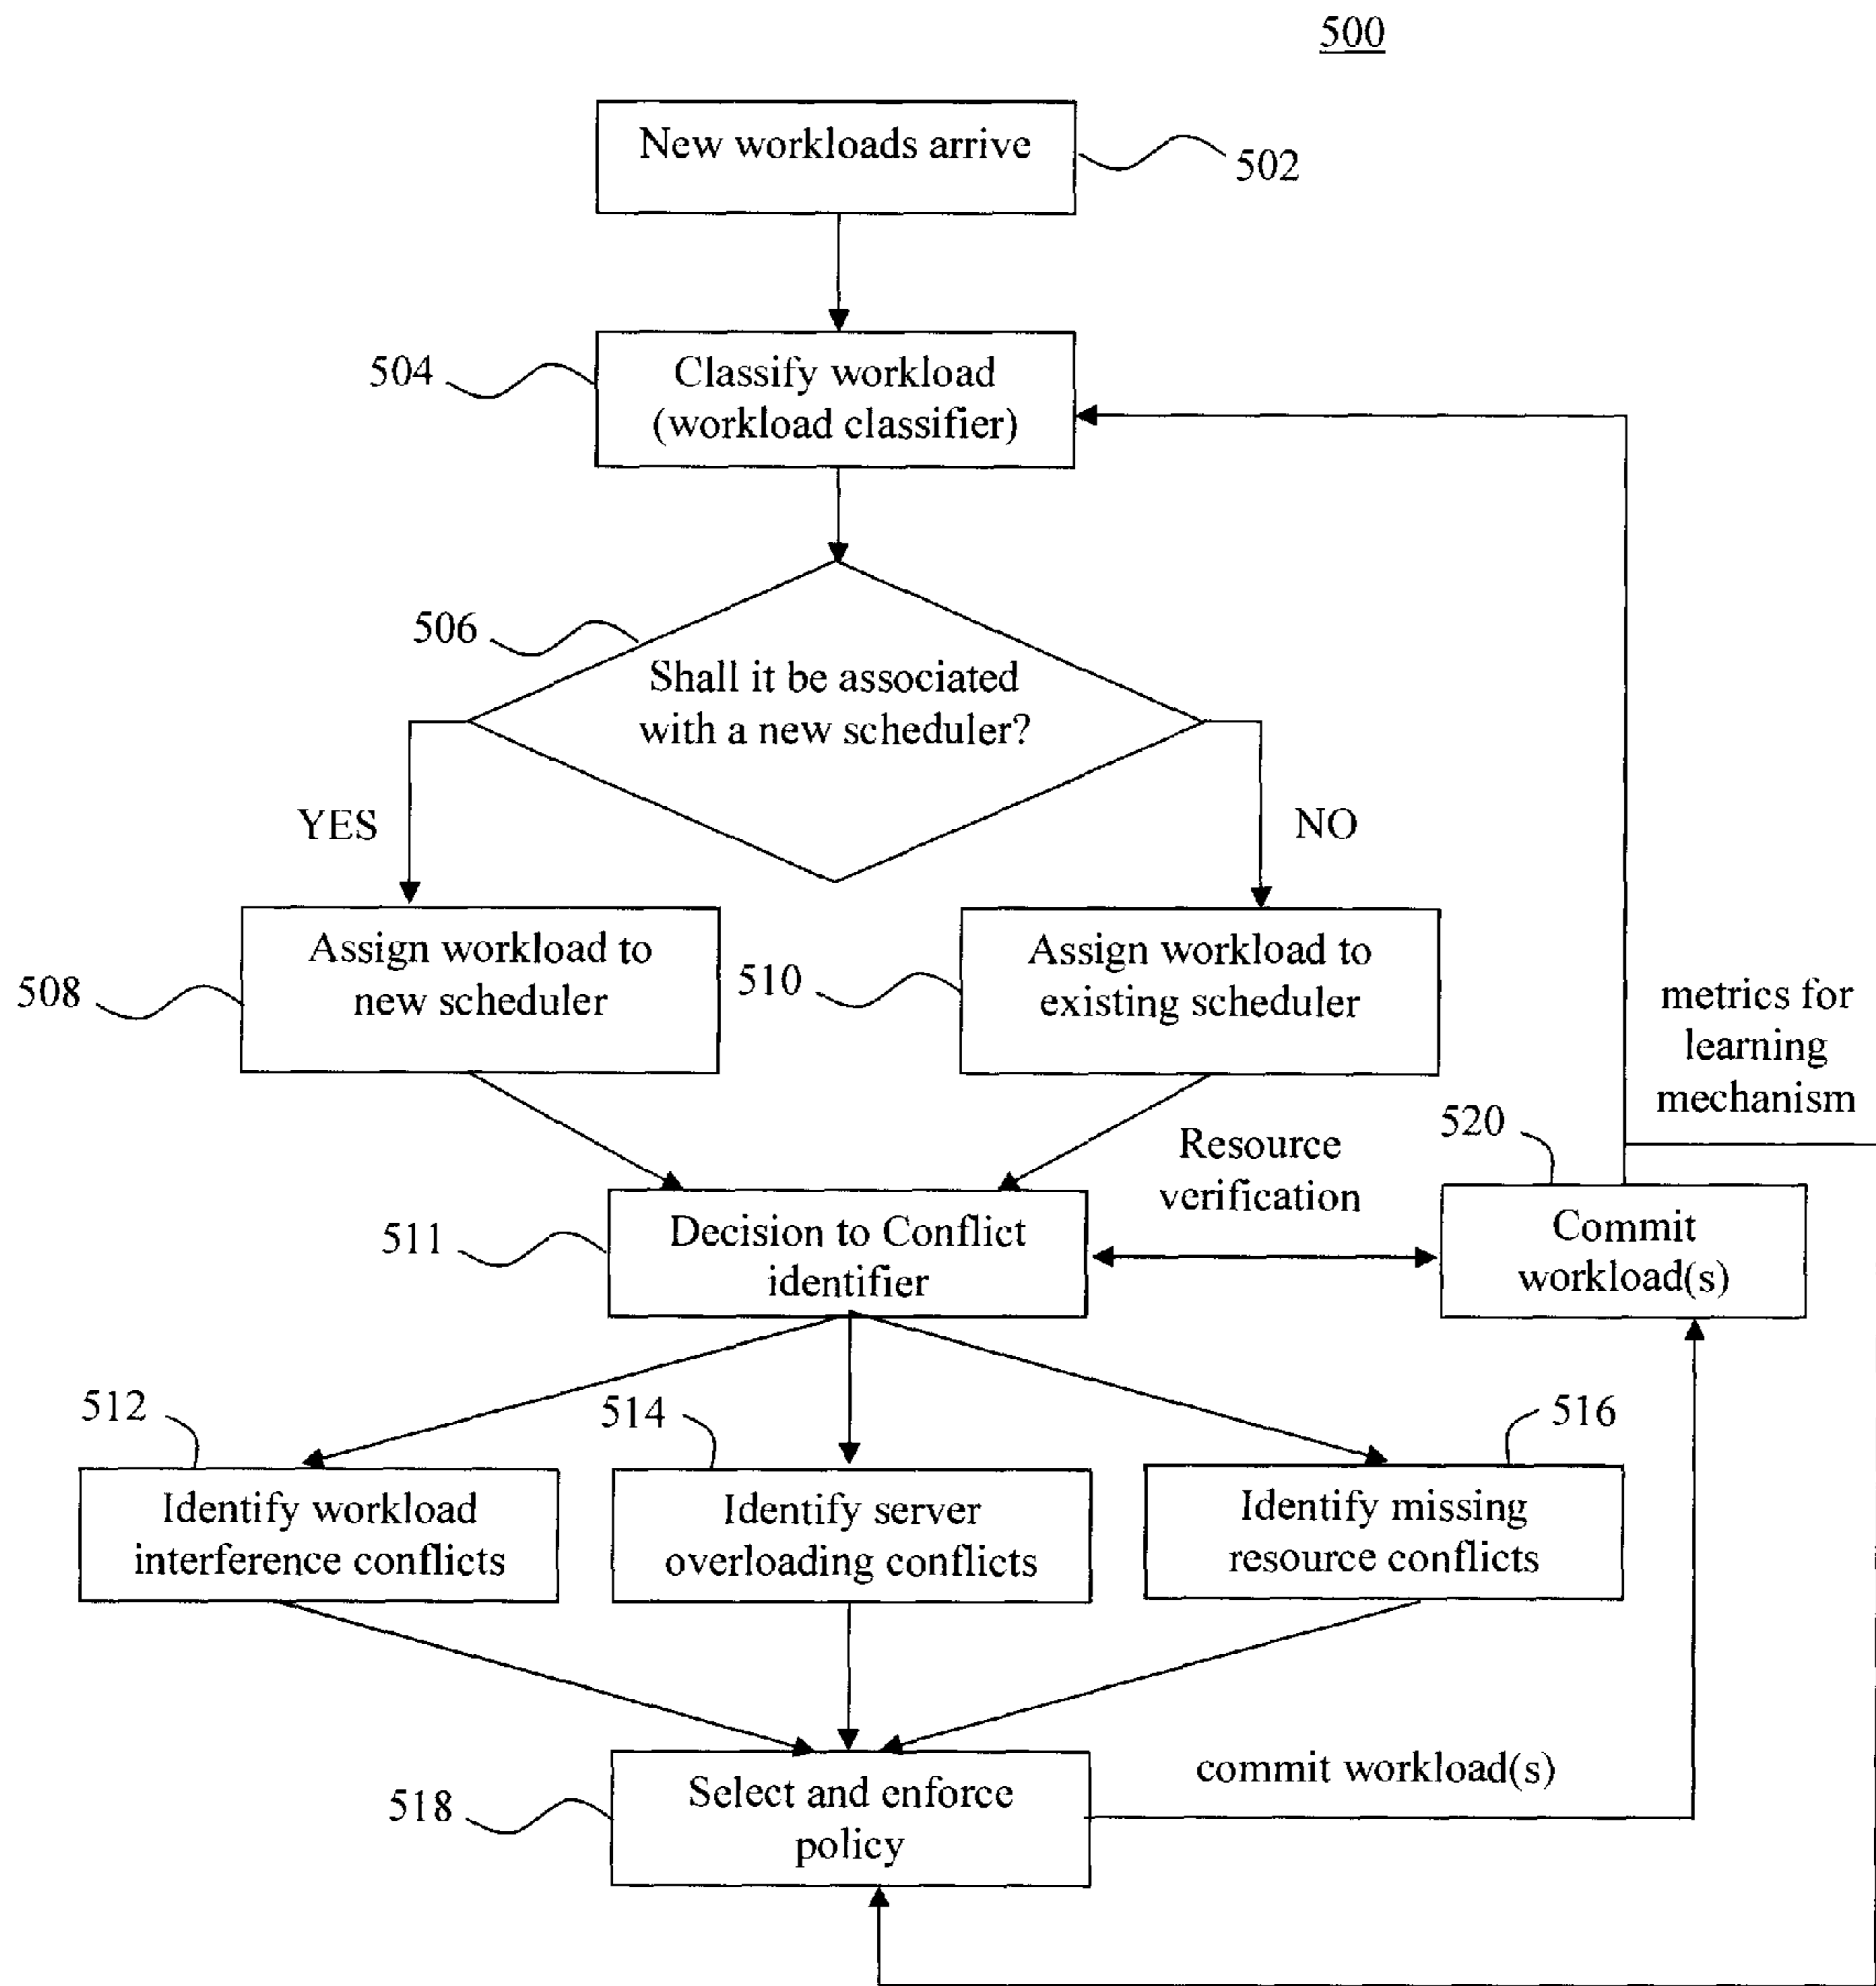 500
New workloads arrive
502
504
Classify workload
(workload classifier)
506
Shall it be associated
with a new scheduler?
YES
NO
508
Assign workload to
new scheduler
510
Assign workload to
existing scheduler
metrics for
learning
mechanism
520
Resource
verification
511
Decision to Conflict
identifier
Commit
workload(s)
512
514
516
Identify workload
interference conflicts
Identify server
overloading conflicts
Identify missing
resource conflicts
518
Select and enforce
policy
commit workload(s)